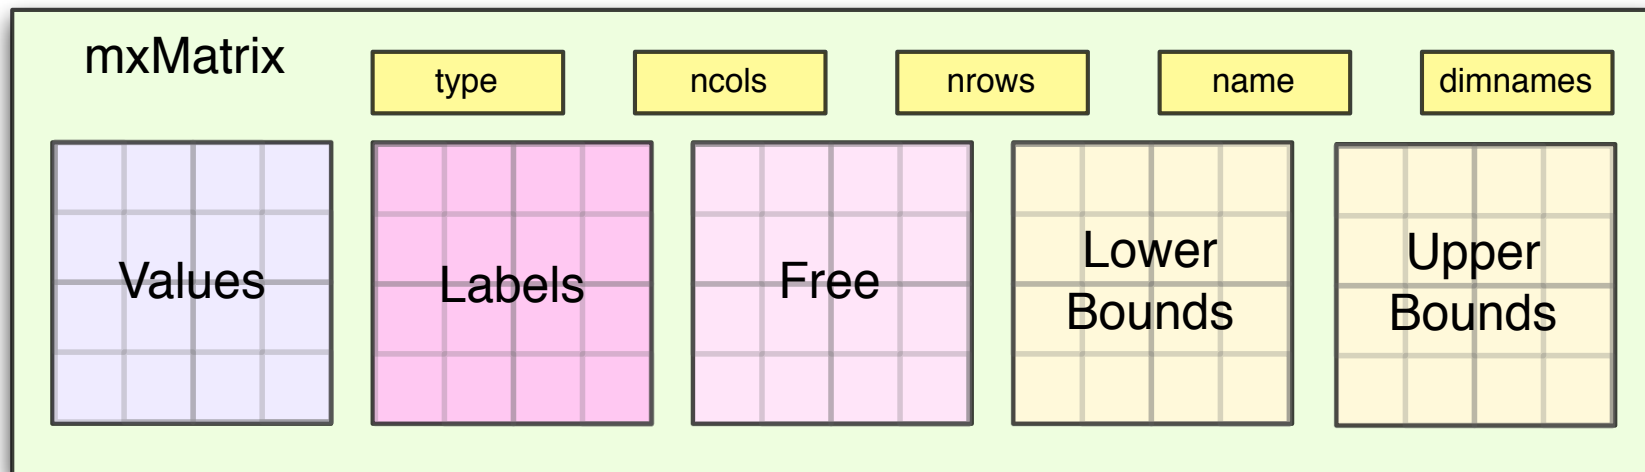 mxMatrix
type
ncols
nrows
name
dimnames
Values
Labels
Free
Lower
Bounds
Upper
Bounds